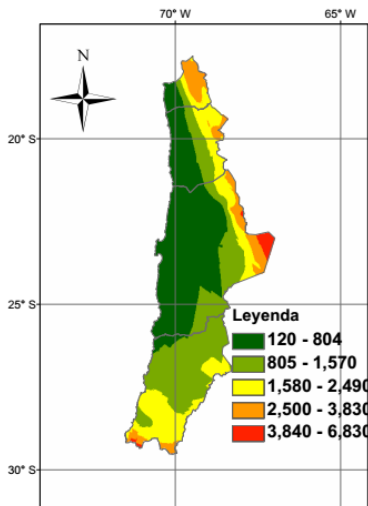 70° W 65° W
N
20° S
25° S
Leyenda
120 - 804
805 - 1,570
1,580 - 2,490
2,500 - 3,830
3,840 - 6,830
30° S